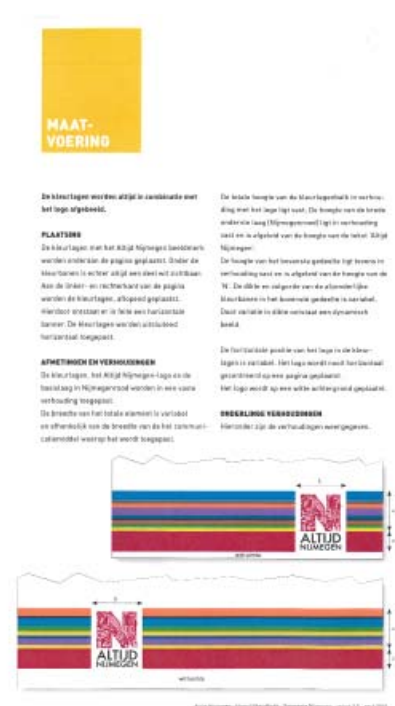 MAAT-
VOERING
De kleurlagen worden altijd in combinatie met
het logo afgebeeld.
PLAATSING
De kleurlagen met het Altijd Nijmegen beeldmerk
worden onderaan de pagina geplaatst. Onder de
kleurbanen is echter altijd een deel wit zichtbaar.
Aan de linker- en rechterkant van de pagina
worden de kleurlagen, aflopend geplaatst.
Hierdoor ontstaat er in feite een horizontale
banner. De kleurlagen worden uitsluitend
horizontaal toegepast.
AFMETINGEN EN VERHOUDINGEN
De kleurlagen, het Altijd Nijmegen-logo en de
basislaag in Nijmegenrood worden in een vaste
verhouding toegepast.
De breedte van het totale element is variabel
en afhankelijk van de breedte van de het communi-
catiemiddel waarop het wordt toegepast.
De totale hoogte van de kleurlagenbalk in verhou-
ding met het logo ligt vast. De hoogte van de brede
onderste laag (Nijmegenrood) ligt in verhouding
vast en is afgeleid van de hoogte van de tekst 'Altijd
Nijmegen'.
De hoogte van het bovenste gedeelte ligt tevens in
verhouding vast en is afgeleid van de hoogte van de
'N'. De dikte en volgorde van de afzonderlijke
kleurbanen in het bovenste gedeelte is variabel.
Door variatie in dikte ontstaat een dynamisch
beeld.
De horizontale positie van het logo in de kleur-
lagen is variabel. Het logo wordt nooit horizontaal
gecentreerd op een pagina geplaatst.
Het logo wordt op een witte achtergrond geplaatst.
ONDERLINGE VERHOUDINGEN
Hieronder zijn de verhoudingen weergegeven.
N
ALTIJD
NIJMEGEN
N
ALTIJD
NIJMEGEN